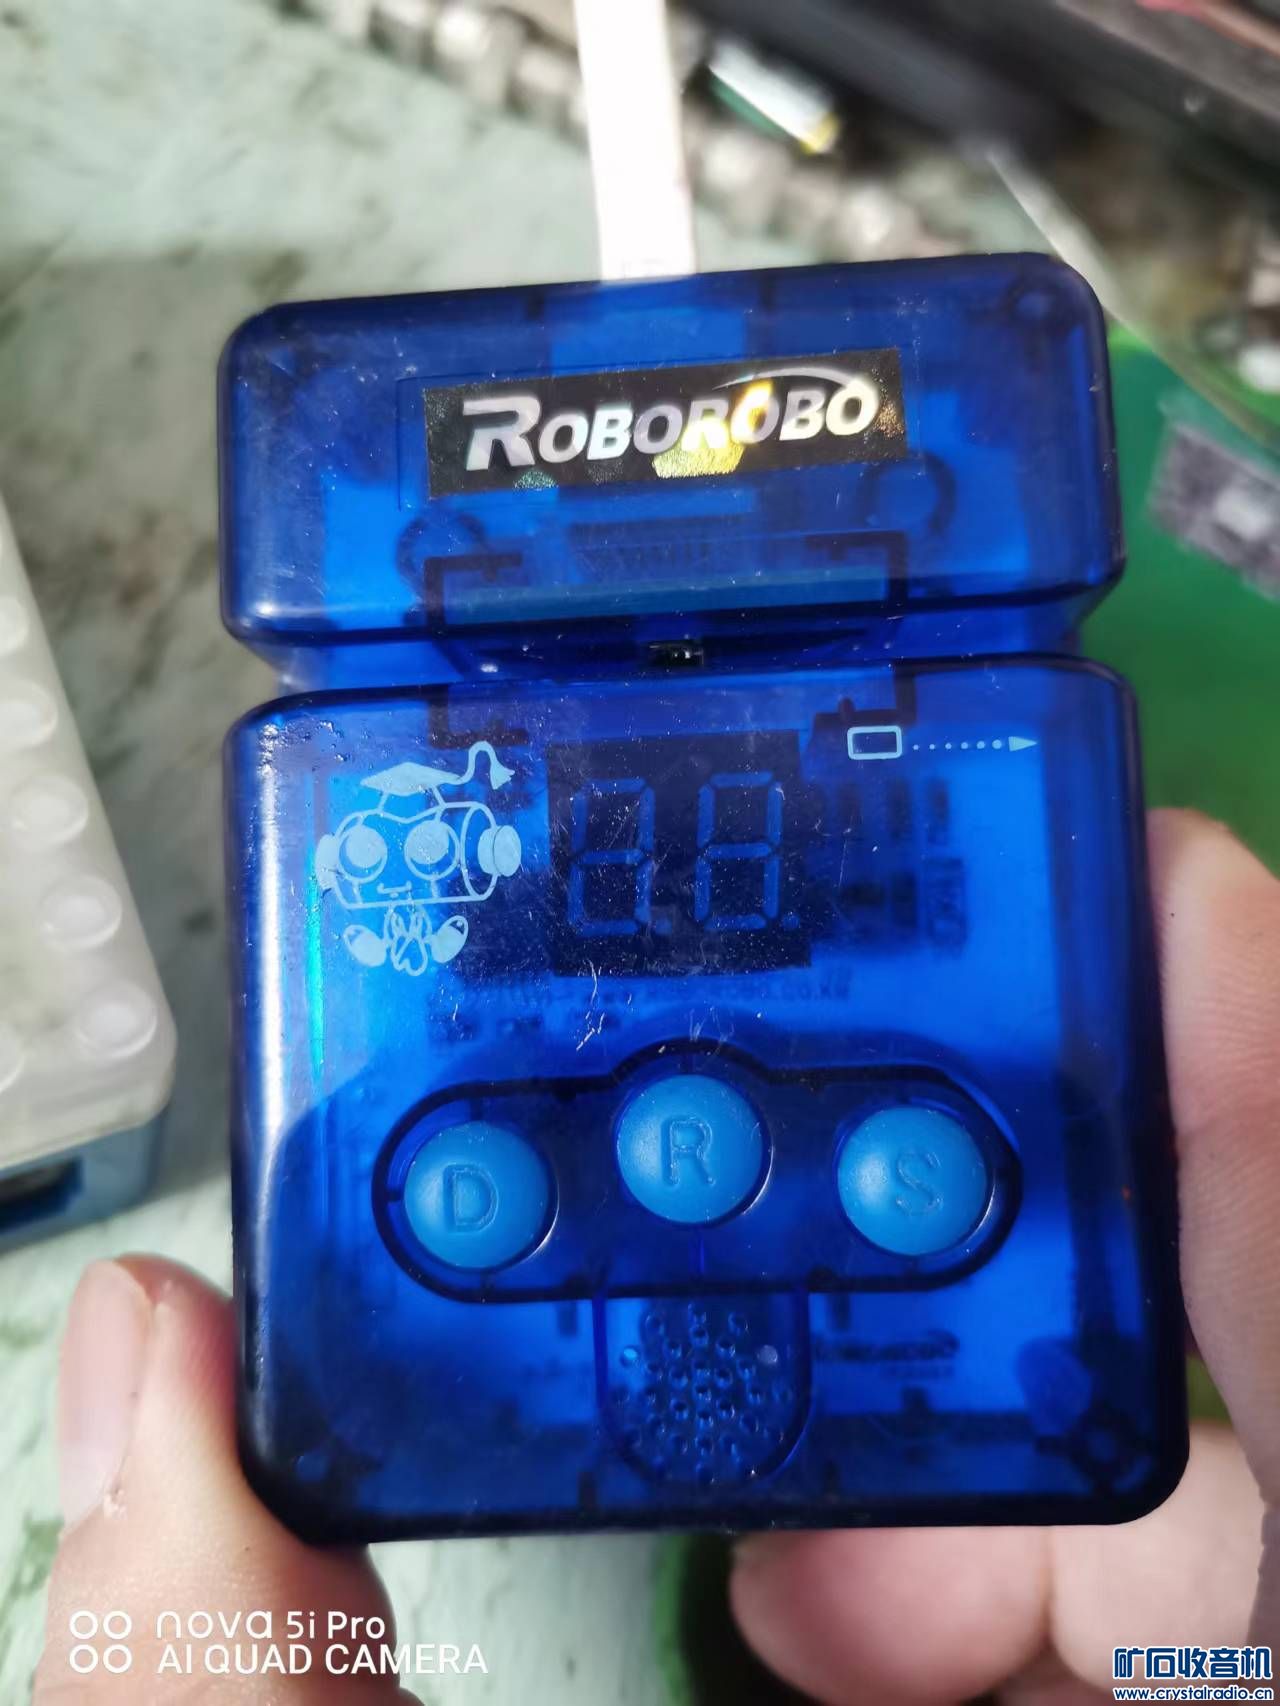 ROBOROBO
D
R
S
nova 5i Pro
AI QUAD CAMERA
矿石收音机
www.crystalradio.cn